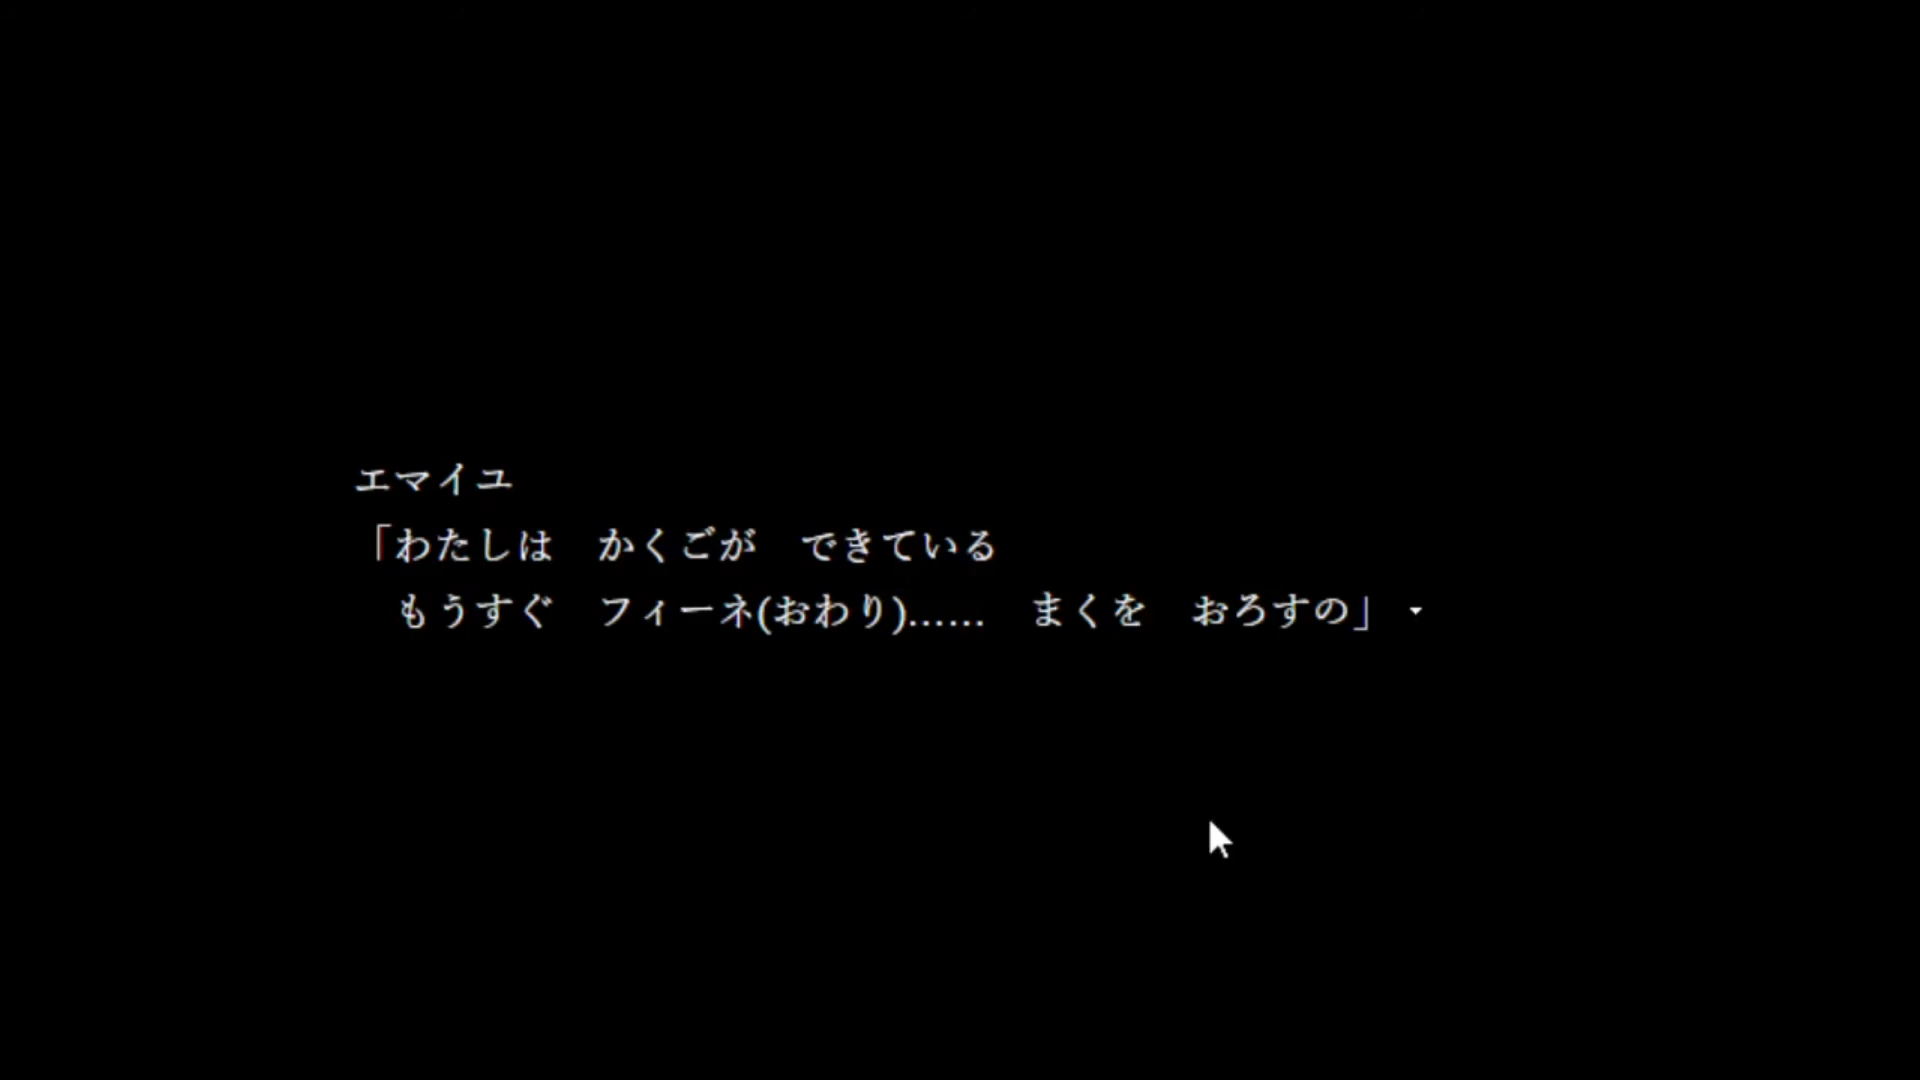 エマイユ
「わたしは　かくごが　できている
　もうすぐ　フィーネ(おわり)……　まくを　おろすの」